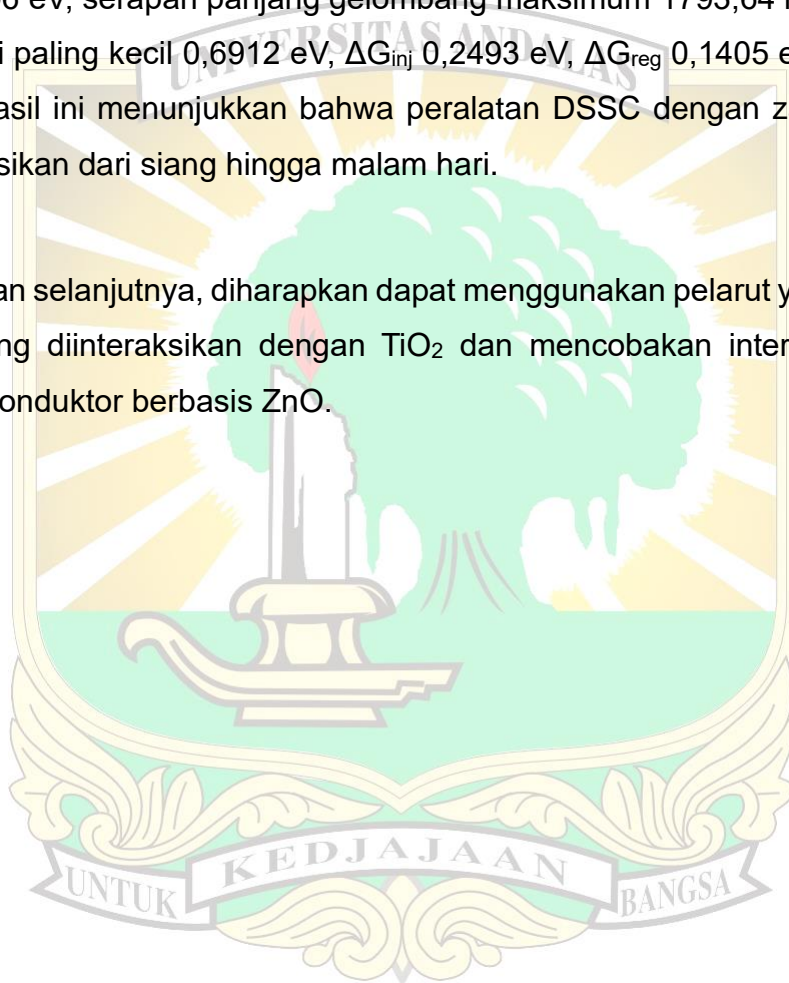 6 eV, serapan panjang gelombang maksimum 1793,64
i paling kecil 0,6912 eV, ΔGinj 0,2493 eV, ΔGreg 0,1405 e
asil ini menunjukkan bahwa peralatan DSSC dengan z
sikan dari siang hingga malam hari.
an selanjutnya, diharapkan dapat menggunakan pelarut y
ng diinteraksikan dengan TiO₂ dan mencobakan inter
onduktor berbasis ZnO.
UNIVERSITAS ANDALAS
UNTUK KEDJAJAAN BANGSA